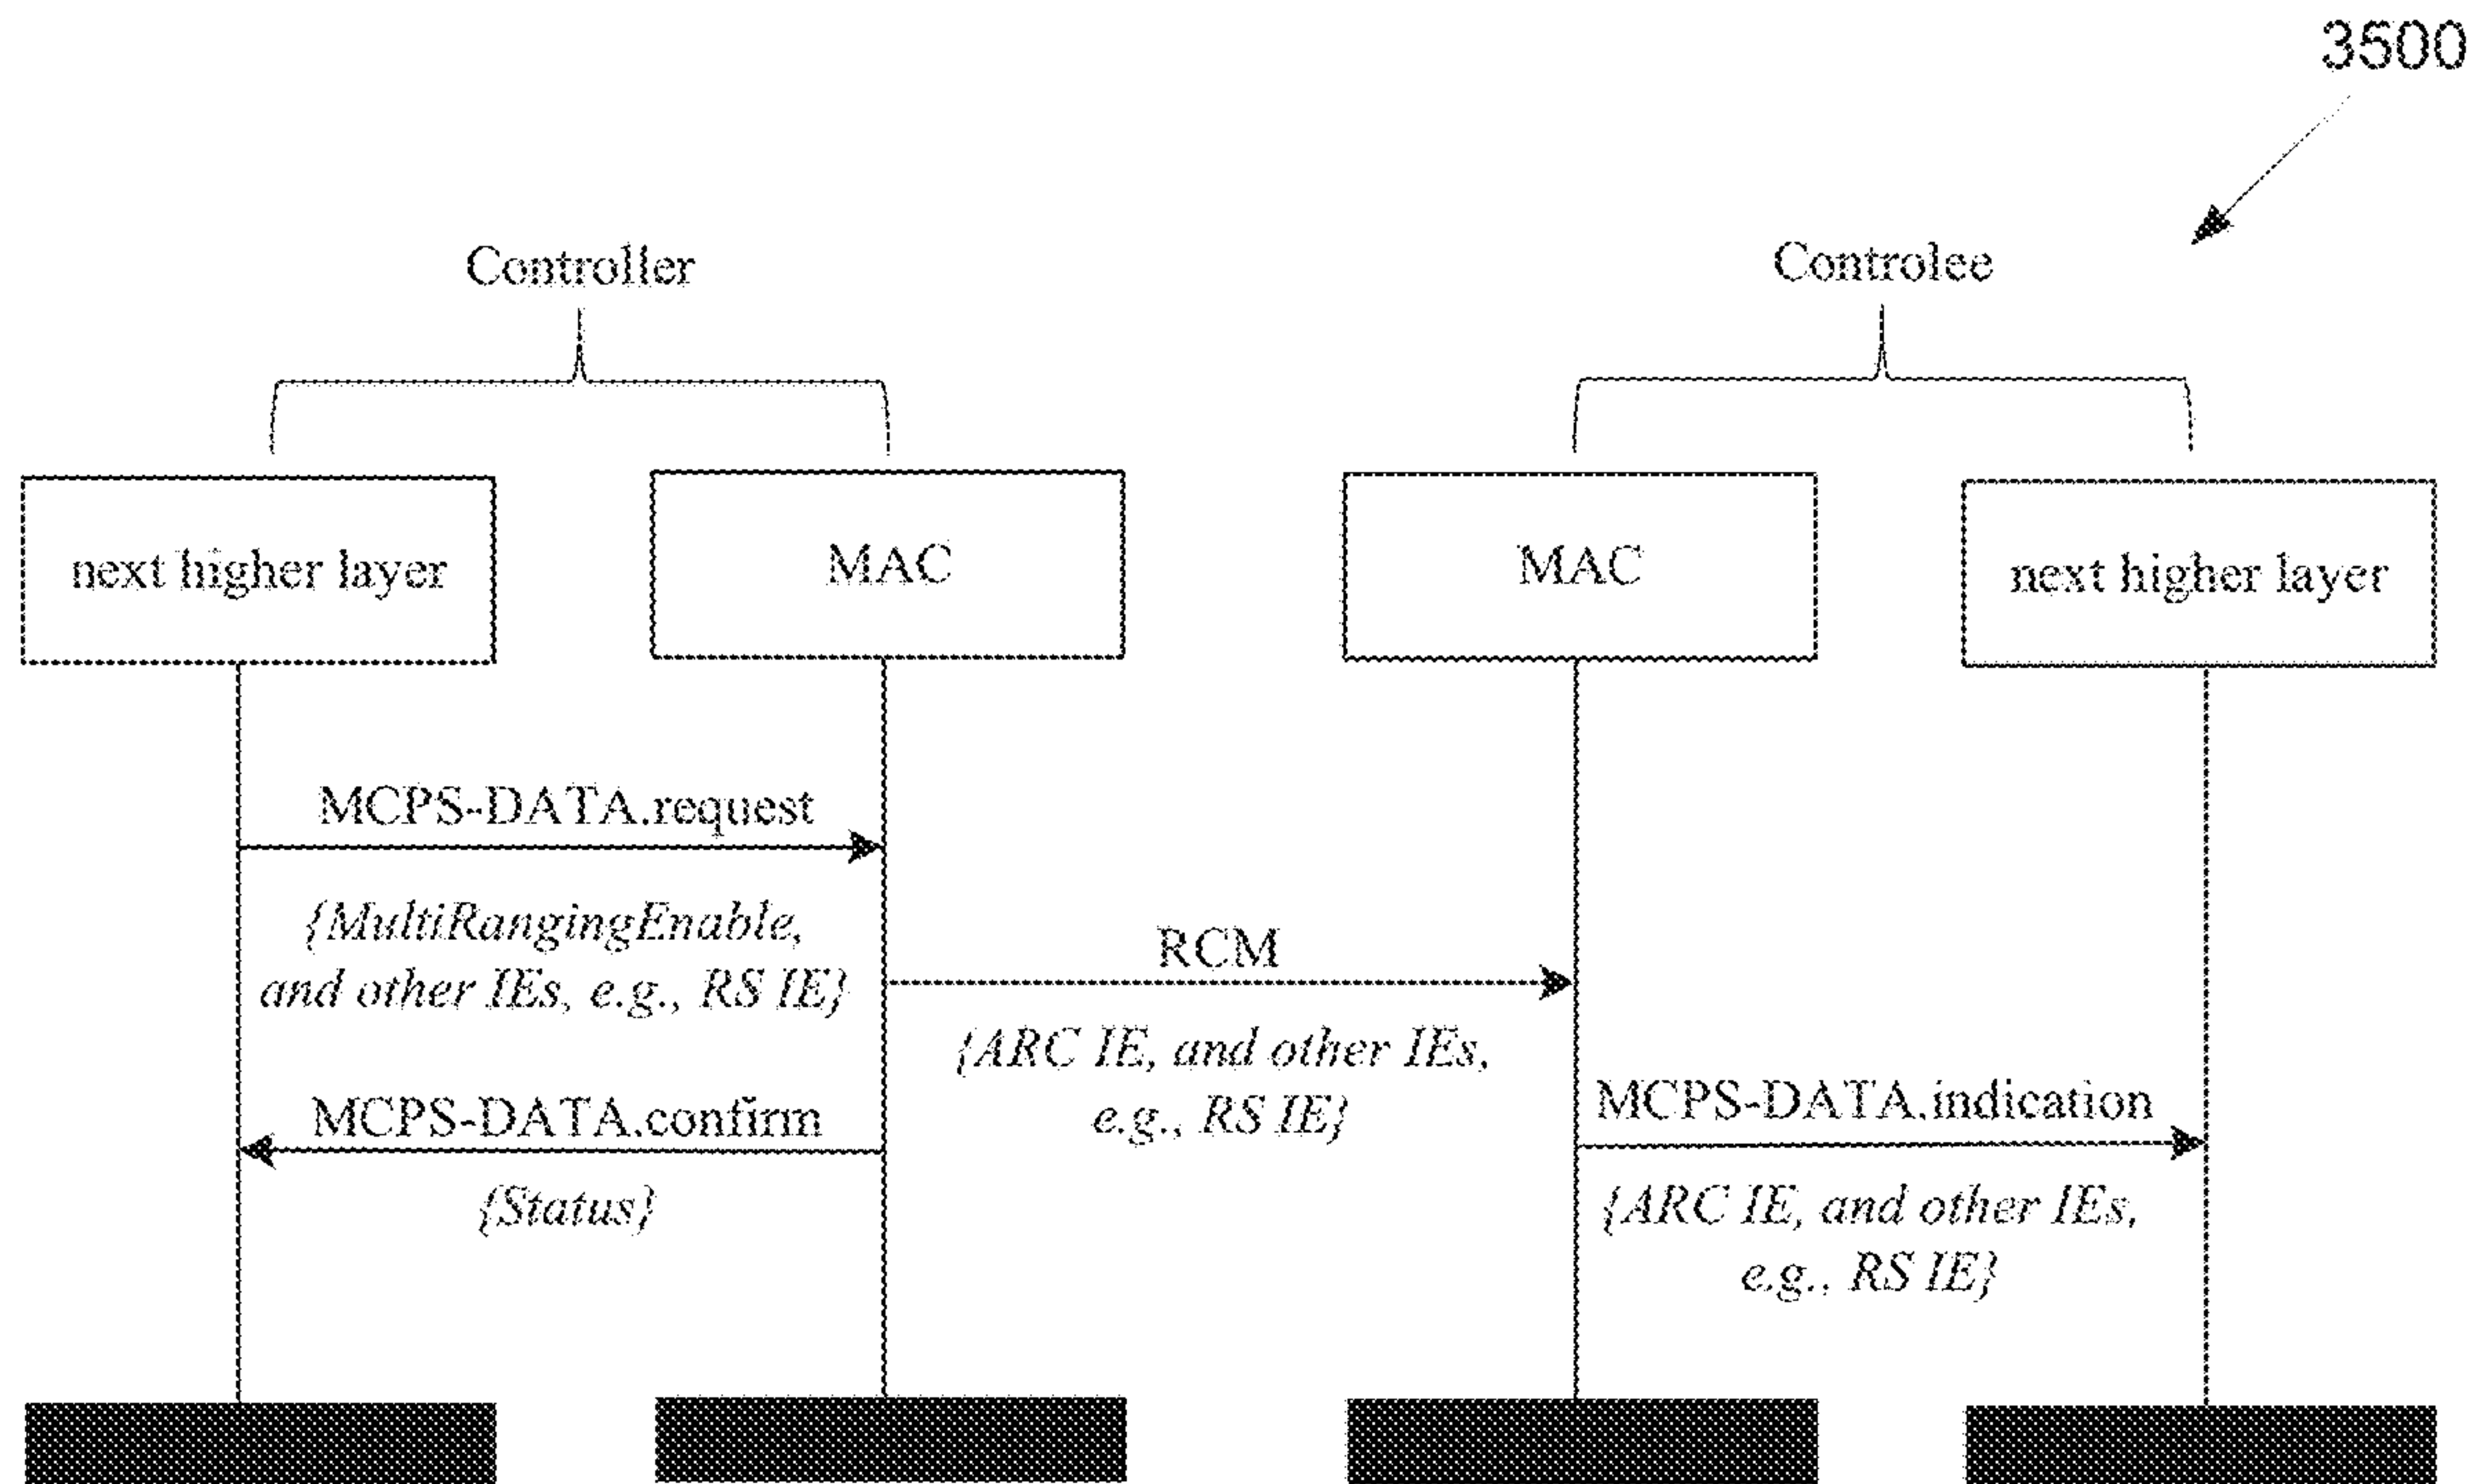 3500
Controller
Controlee
next higher layer
MAC
MAC
next higher layer
MCPS-DATA.request
{MultiRangingEnable,
and other IEs, e.g., RS IE}
RCM
{ARC IE, and other IEs,
e.g., RS IE}
MCPS-DATA.confirm
{Status}
MCPS-DATA.indication
{ARC IE, and other IEs,
e.g., RS IE}